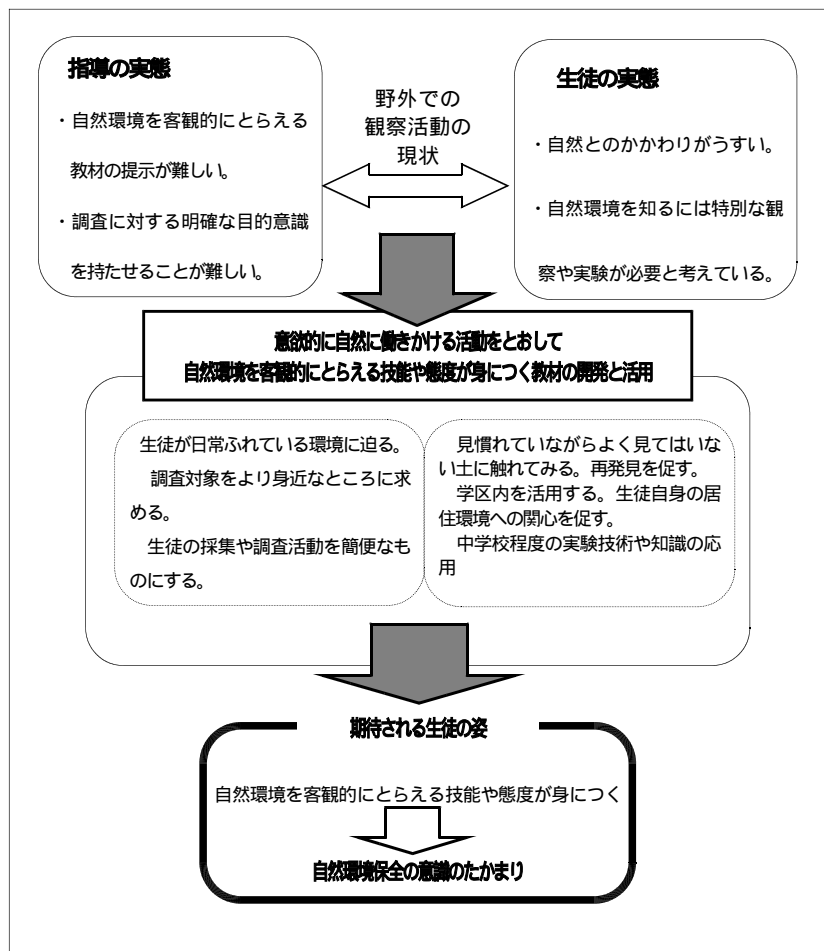 指導の実態
・自然環境を客観的にとらえる
教材の提示が難しい。
・調査に対する明確な目的意識
を持たせることが難しい。
野外での
観察活動の
現状
生徒の実態
・自然とのかかわりがうすい。
・自然環境を知るには特別な観
察や実験が必要と考えている。
意欲的に自然に働きかける活動をとおして
自然環境を客観的にとらえる技能や態度が身につく教材の開発と活用
生徒が日常ふれている環境に迫る。
調査対象をより身近なところに求
める。
生徒の採集や調査活動を簡便なも
のにする。
見慣れていながらよく見てはいな
い土に触れてみる。再発見を促す。
学区内を活用する。生徒自身の居
住環境への関心を促す。
中学校程度の実験技術や知識の応
用
期待される生徒の姿
自然環境を客観的にとらえる技能や態度が身につく
自然環境保全の意識のたかまり